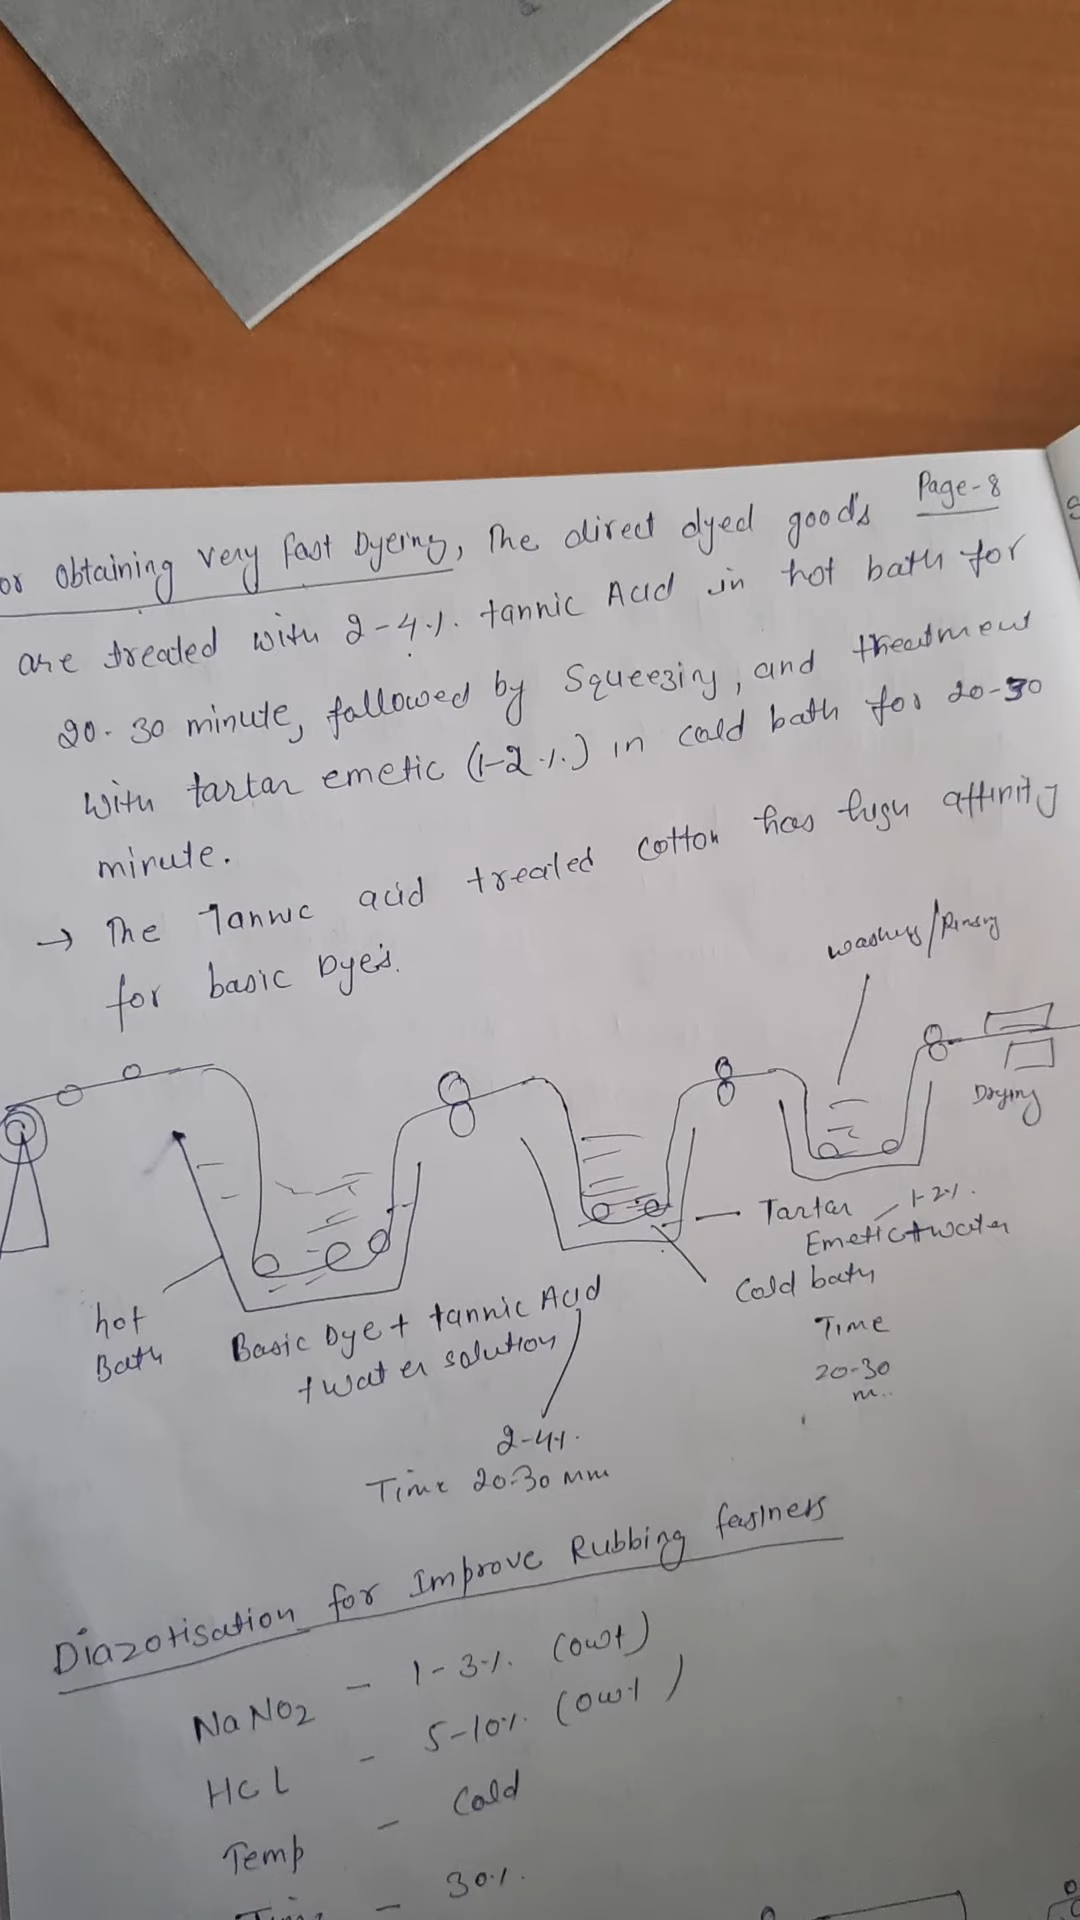 Page-8
or obtaining very fast Dyeing, The direct dyed good's
are treated with 2-4%. tannic Acid in hot bath for
20-30 minute, followed by Squeezing, and treatment
with tartar emetic (1-2%.) in cold bath for 20-30
minute.
→ The Tannic acid treated cotton has high affinity
for basic Dye's.
washing/Rinsing
Drying
Tartar 1-2%.
Emetic + water
Cold bath
Time
20-30
m..
hot
Bath
Basic Dye + tannic Acid
+ water solution
2-4%.
Time 20-30 min
Diazotisation for Improve Rubbing fastners
NaNO2 - 1-3%. (owt)
HCL - 5-10%. (owt)
Temp - Cold
- 30%.